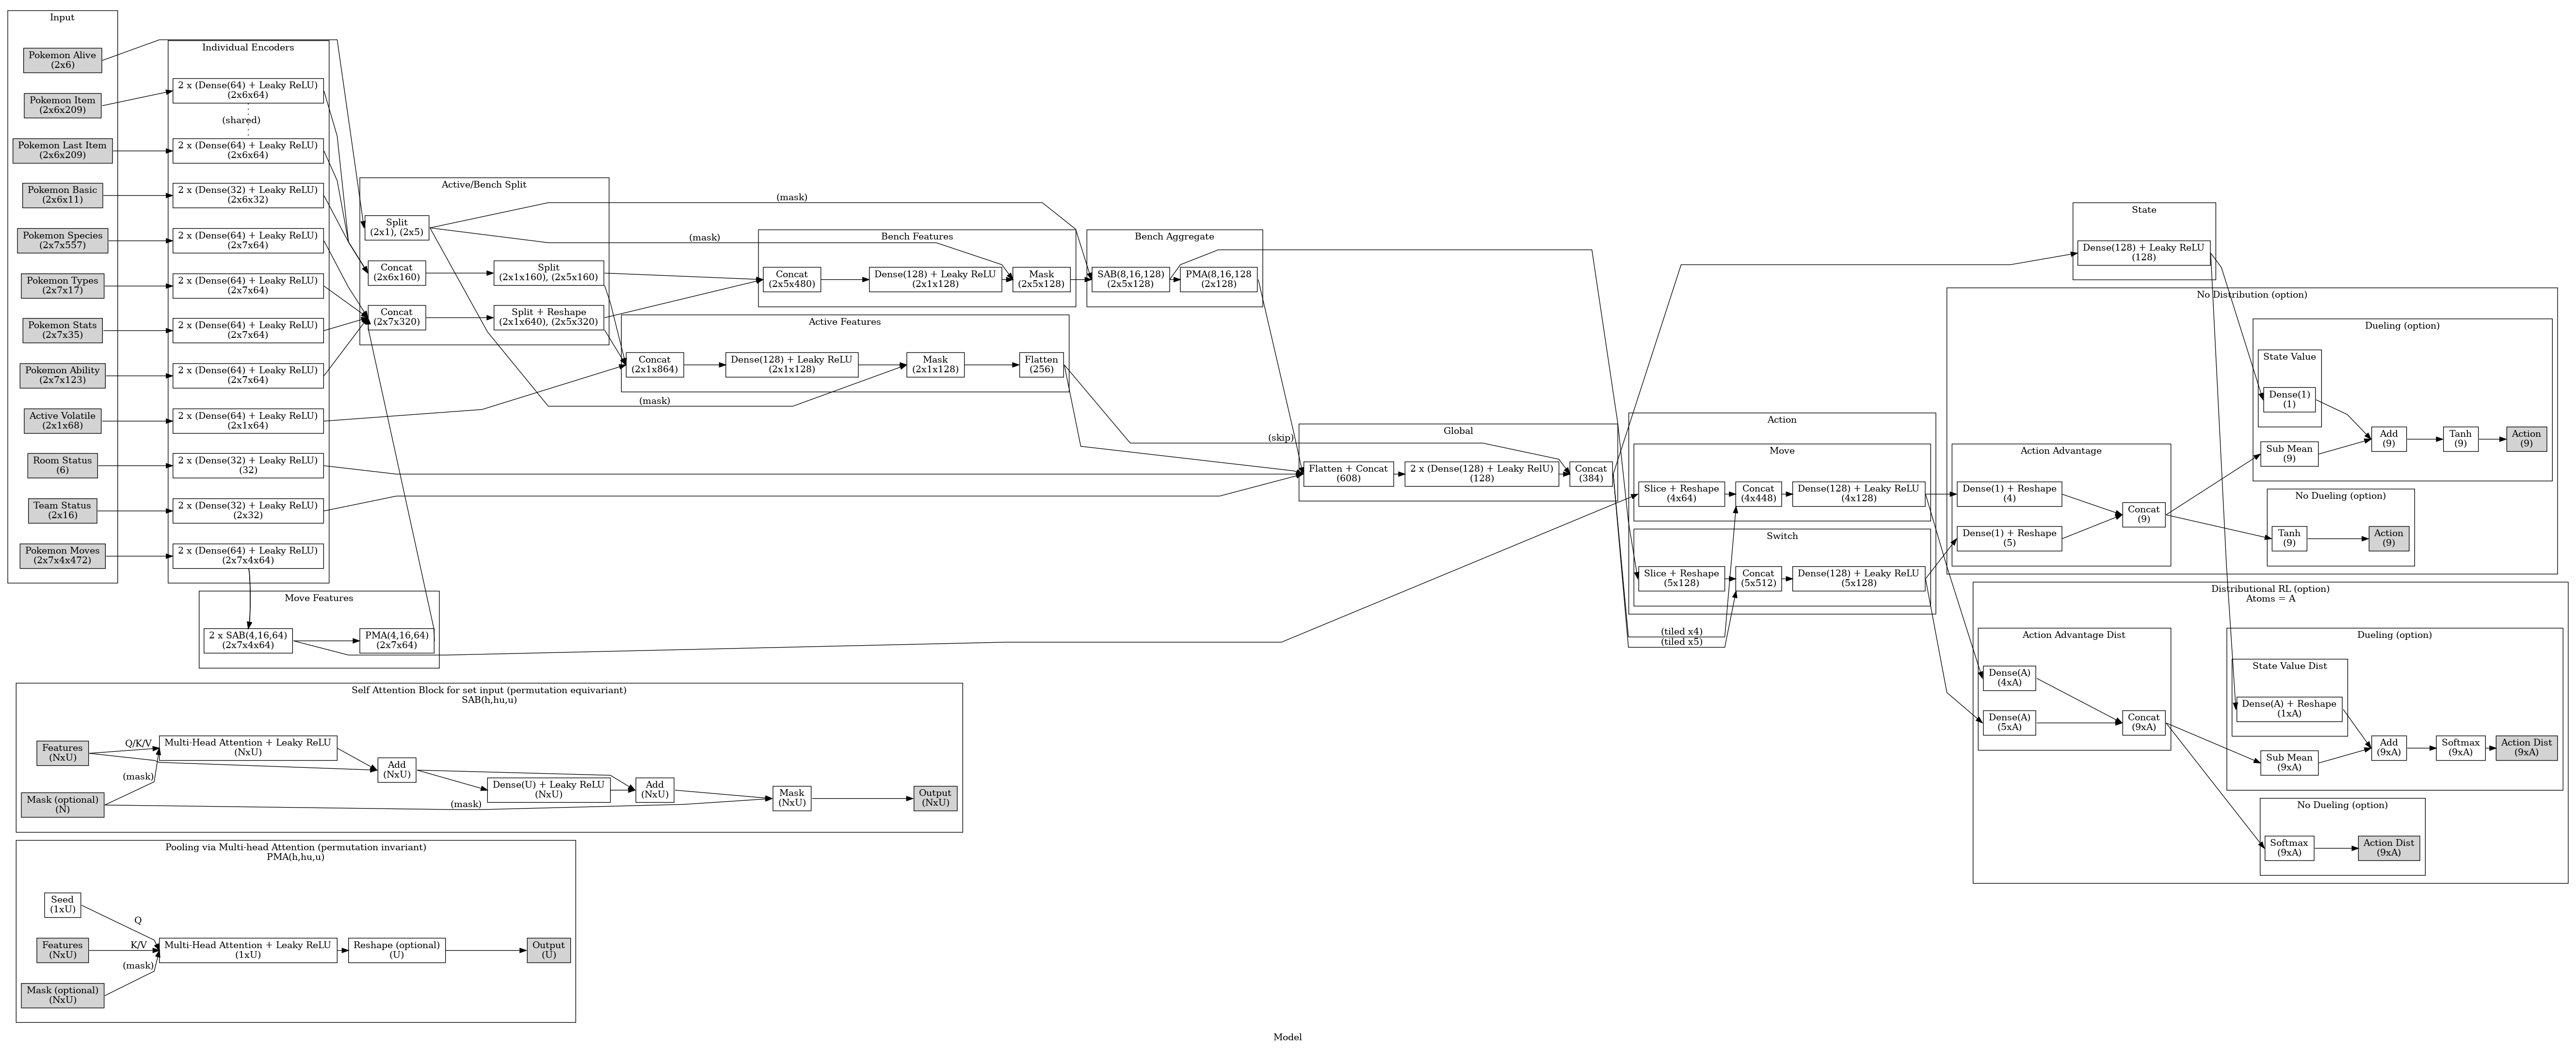 Input
Pokemon Alive
(2x6)
Pokemon Item
(2x6x209)
Pokemon Last Item
(2x6x209)
Pokemon Basic
(2x6x11)
Pokemon Species
(2x7x557)
Pokemon Types
(2x7x17)
Pokemon Stats
(2x7x35)
Pokemon Ability
(2x7x123)
Active Volatile
(2x1x68)
Room Status
(6)
Team Status
(2x16)
Pokemon Moves
(2x7x4x472)
Individual Encoders
2 x (Dense(64) + Leaky ReLU)
(2x6x64)
(shared)
2 x (Dense(64) + Leaky ReLU)
(2x6x64)
2 x (Dense(32) + Leaky ReLU)
(2x6x32)
2 x (Dense(64) + Leaky ReLU)
(2x7x64)
2 x (Dense(64) + Leaky ReLU)
(2x7x64)
2 x (Dense(64) + Leaky ReLU)
(2x7x64)
2 x (Dense(64) + Leaky ReLU)
(2x7x64)
2 x (Dense(64) + Leaky ReLU)
(2x1x64)
2 x (Dense(32) + Leaky ReLU)
(32)
2 x (Dense(32) + Leaky ReLU)
(2x32)
2 x (Dense(64) + Leaky ReLU)
(2x7x4x64)
Move Features
2 x SAB(4,16,64)
(2x7x4x64)
PMA(4,16,64)
(2x7x64)
Active/Bench Split
Split
(2x1), (2x5)
Concat
(2x6x160)
Split
(2x1x160), (2x5x160)
Concat
(2x7x320)
Split + Reshape
(2x1x640), (2x5x320)
(mask)
(mask)
(mask)
Bench Features
Concat
(2x5x480)
Dense(128) + Leaky ReLU
(2x1x128)
Mask
(2x5x128)
Active Features
Concat
(2x1x864)
Dense(128) + Leaky ReLU
(2x1x128)
Mask
(2x1x128)
Flatten
(256)
Bench Aggregate
SAB(8,16,128)
(2x5x128)
PMA(8,16,128
(2x128)
(skip)
Global
Flatten + Concat
(608)
2 x (Dense(128) + Leaky RelU)
(128)
Concat
(384)
Action
Move
Slice + Reshape
(4x64)
Concat
(4x448)
Dense(128) + Leaky ReLU
(4x128)
Switch
Slice + Reshape
(5x128)
Concat
(5x512)
Dense(128) + Leaky ReLU
(5x128)
(tiled x4)
(tiled x5)
State
Dense(128) + Leaky ReLU
(128)
No Distribution (option)
Action Advantage
Dense(1) + Reshape
(4)
Dense(1) + Reshape
(5)
Concat
(9)
Dueling (option)
State Value
Dense(1)
(1)
Sub Mean
(9)
Add
(9)
Tanh
(9)
Action
(9)
No Dueling (option)
Tanh
(9)
Action
(9)
Distributional RL (option)
Atoms = A
Action Advantage Dist
Dense(A)
(4xA)
Dense(A)
(5xA)
Concat
(9xA)
Dueling (option)
State Value Dist
Dense(A) + Reshape
(1xA)
Sub Mean
(9xA)
Add
(9xA)
Softmax
(9xA)
Action Dist
(9xA)
No Dueling (option)
Softmax
(9xA)
Action Dist
(9xA)
Self Attention Block for set input (permutation equivariant)
SAB(h,hu,u)
Features
(NxU)
Mask (optional)
(N)
Q/K/V
(mask)
Multi-Head Attention + Leaky ReLU
(NxU)
Add
(NxU)
Dense(U) + Leaky ReLU
(NxU)
Add
(NxU)
(mask)
Mask
(NxU)
Output
(NxU)
Pooling via Multi-head Attention (permutation invariant)
PMA(h,hu,u)
Seed
(1xU)
Features
(NxU)
Mask (optional)
(NxU)
Q
K/V
(mask)
Multi-Head Attention + Leaky ReLU
(1xU)
Reshape (optional)
(U)
Output
(U)
Model